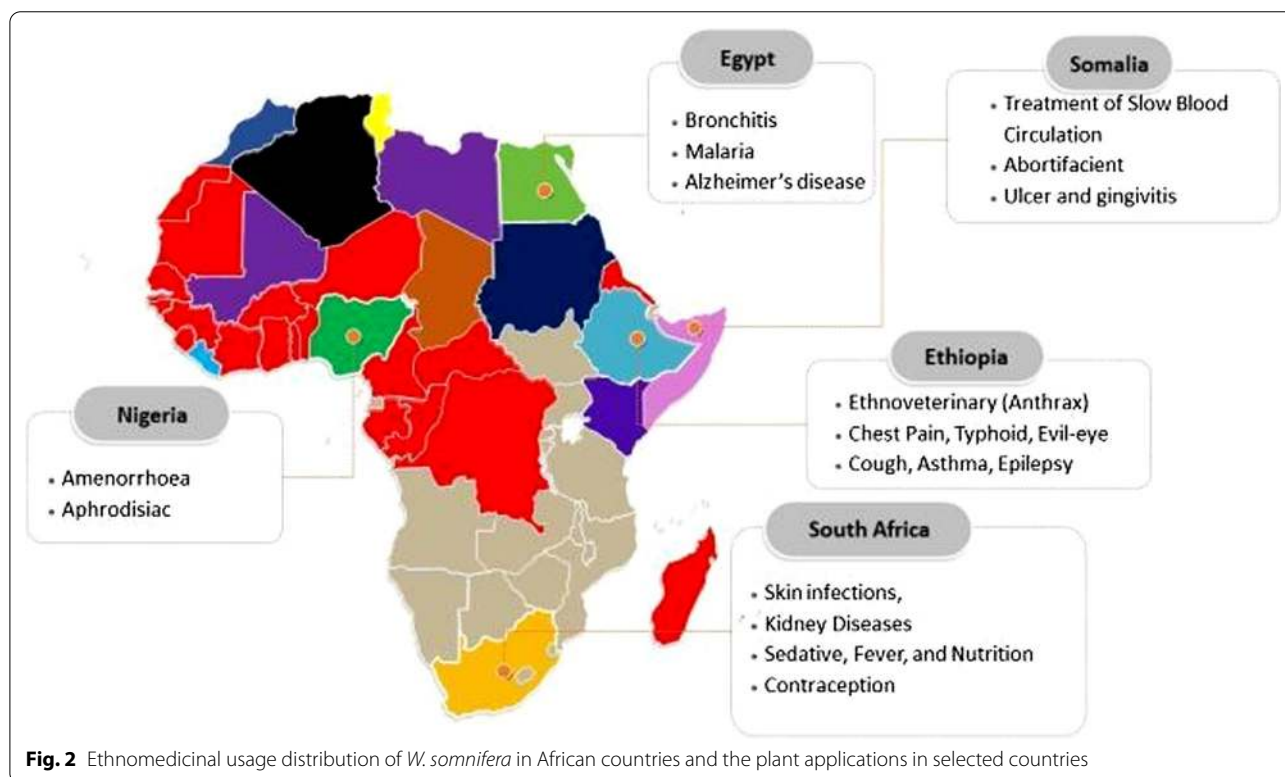 Egypt
• Bronchitis
• Malaria
• Alzheimer's disease
Somalia
• Treatment of Slow Blood
Circulation
• Abortifacient
• Ulcer and gingivitis
Nigeria
• Amenorrhoea
• Aphrodisiac
Ethiopia
• Ethnoveterinary (Anthrax)
• Chest Pain, Typhoid, Evil-eye
• Cough, Asthma, Epilepsy
South Africa
• Skin infections,
• Kidney Diseases
• Sedative, Fever, and Nutrition
• Contraception
Fig. 2 Ethnomedicinal usage distribution of W. somnifera in African countries and the plant applications in selected countries